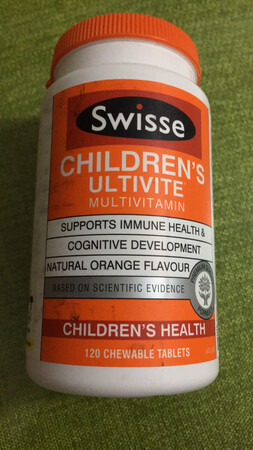 Swisse
CHILDREN'S
ULTIVITE
MULTIVITAMIN
SUPPORTS IMMUNE HEALTH &
COGNITIVE DEVELOPMENT
NATURAL ORANGE FLAVOUR
BASED ON SCIENTIFIC EVIDENCE
CHILDREN'S HEALTH
120 CHEWABLE TABLETS